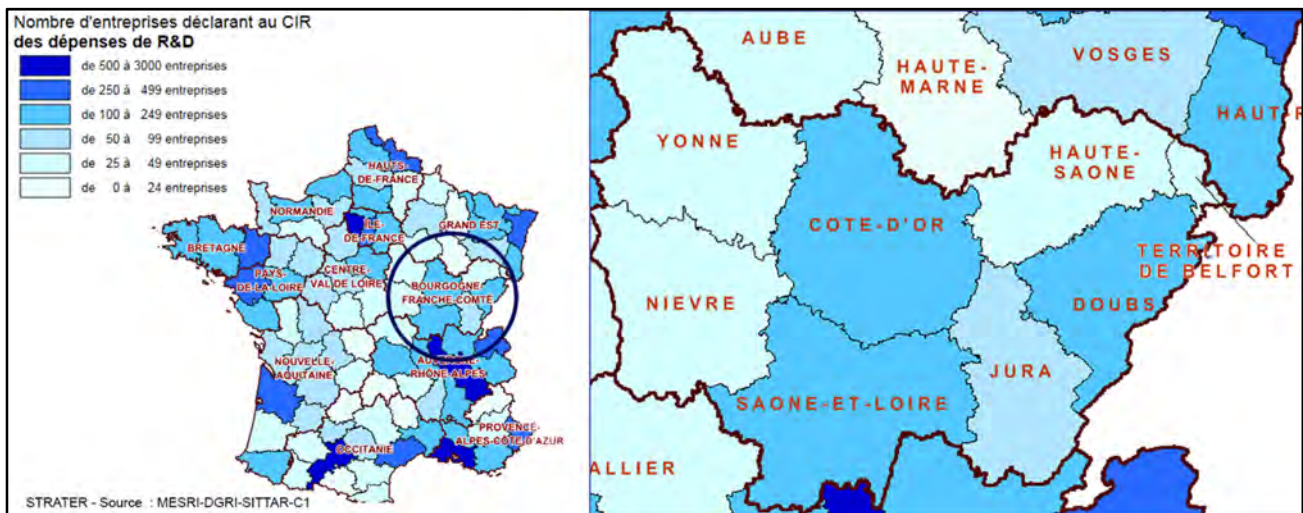 Nombre d'entreprises déclarant au CIR
des dépenses de R&D
de 500 à 3000 entreprises
de 250 à 499 entreprises
de 100 à 249 entreprises
de 50 à 99 entreprises
de 25 à 49 entreprises
de 0 à 24 entreprises
HAUTS-
DE-FRANCE
NORMANDIE
ÎLE-
DE-FRANCE
GRAND EST
BRETAGNE
PAYS-
DE-LA-LOIRE
CENTRE-
VAL DE LOIRE
BOURGOGNE
FRANCHE-COMTÉ
NOUVELLE-
AQUITAINE
AUVERGNE-
RHÔNE-ALPES
OCCITANIE
PROVENCE-
ALPES-CÔTE D'AZUR
STRATER - Source : MESRI-DGRI-SITTAR-C1
AUBE
HAUTE-
MARNE
VOSGES
HAUT-R
YONNE
HAUTE-
SAONE
COTE-D'OR
TERRITOIRE
DE BELFORT
NIEVRE
DOUBS
JURA
SAONE-ET-LOIRE
ALLIER